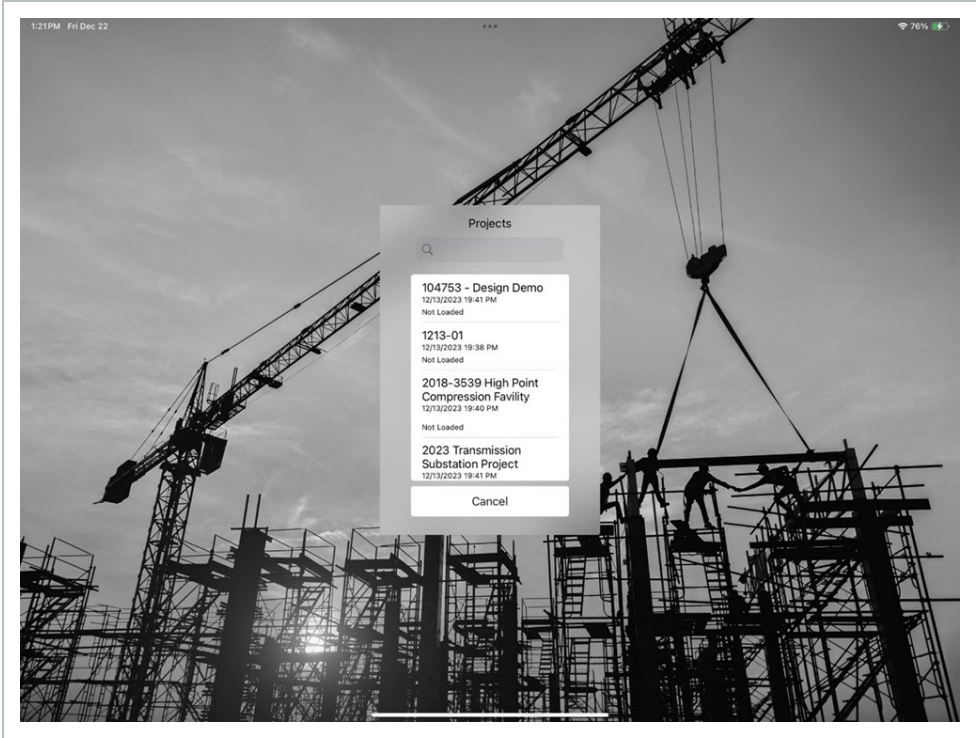 1:21 PM Fri Dec 22
76%
Projects
104753 - Design Demo
12/13/2023 19:41 PM
Not Loaded
1213-01
12/13/2023 19:38 PM
Not Loaded
2018-3539 High Point
Compression Favility
12/13/2023 19:40 PM
Not Loaded
2023 Transmission
Substation Project
12/13/2023 19:41 PM
Cancel